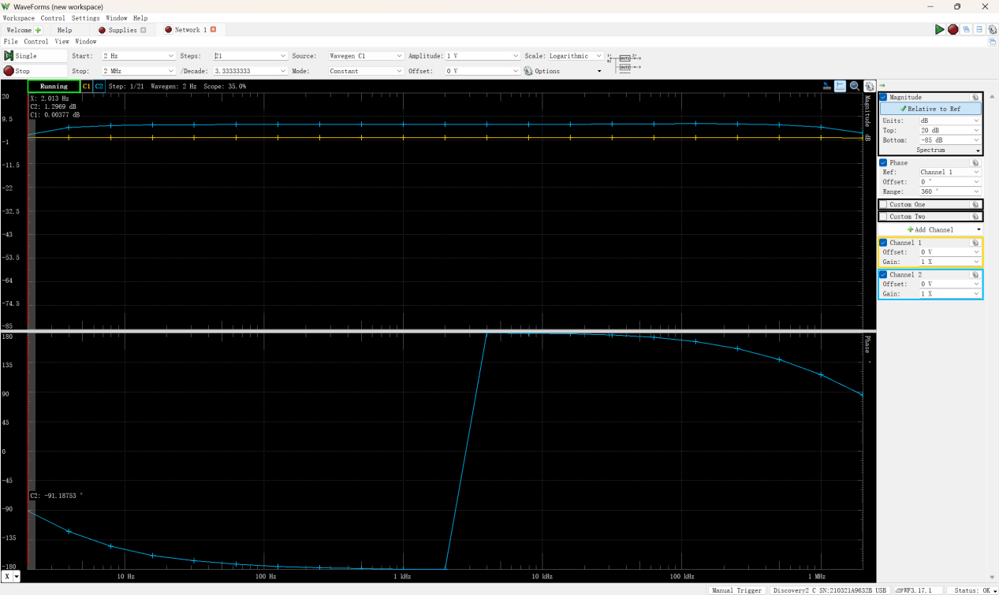 WaveForms (new workspace)
Workspace Control Settings Window Help
Welcome Help Supplies Network 1
File Control View Window
Single Start: 2 Hz Steps: 21 Source: Wavegen C1 Amplitude: 1 V Scale: Logarithmic
Stop Stop: 2 MHz /Decade: 3.33333333 Mode: Constant Offset: 0 V Options
Running C1 C2 Step: 1/21 Wavegen: 2 Hz Scope: 35.0%
X: 2.013 Hz
C2: 1.2969 dB
C1: 0.00377 dB
20
9.5
-1
-11.5
-22
-32.5
-43
-53.5
-64
-74.5
-85
Magnitude dB
180
135
90
45
0
-45
-90
-135
-180
Phase °
C2: -91.18753 °
X 10 Hz 100 Hz 1 kHz 10 kHz 100 kHz 1 MHz
Magnitude
Relative to Ref
Units: dB
Top: 20 dB
Bottom: -85 dB
Spectrum
Phase
Ref: Channel 1
Offset: 0 °
Range: 360 °
Custom One
Custom Two
Add Channel
Channel 1
Offset: 0 V
Gain: 1 X
Channel 2
Offset: 0 V
Gain: 1 X
Manual Trigger Discovery2 C SN:210321A9632B USB WF3.17.1 Status: OK